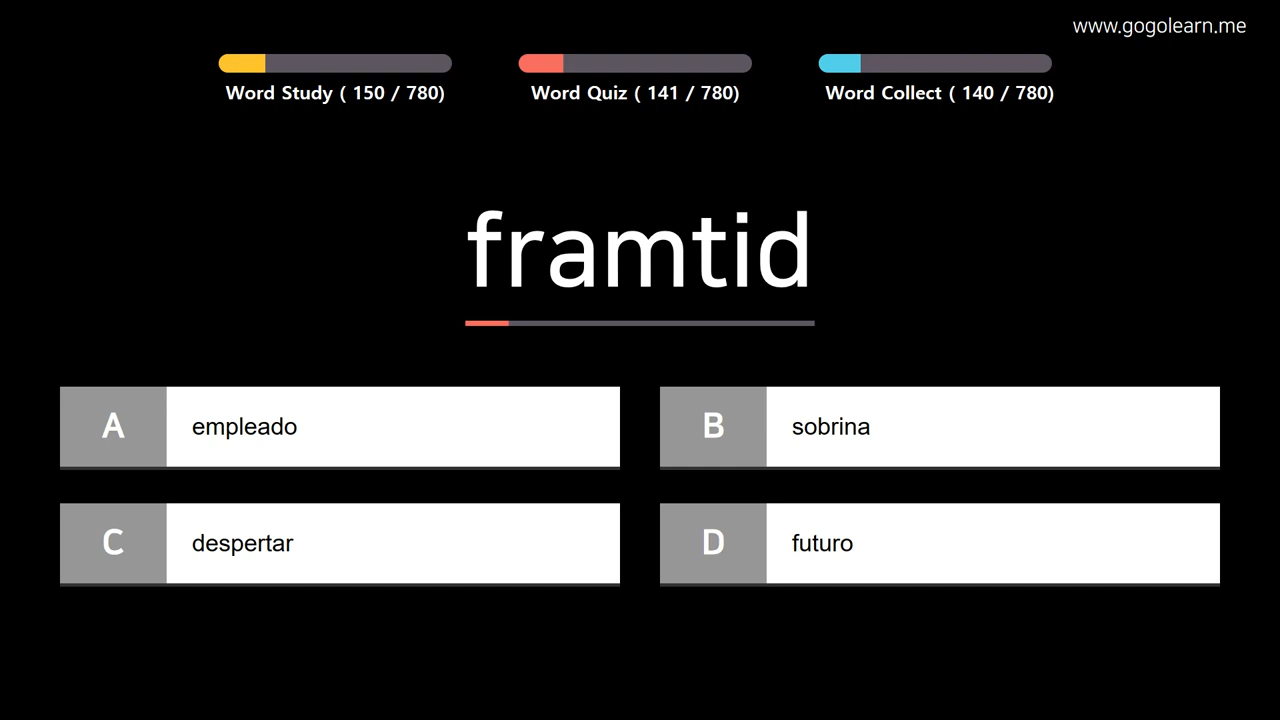 www.gogolearn.me
Word Study ( 150 / 780)
Word Quiz ( 141 / 780)
Word Collect ( 140 / 780)
framtid
A
empleado
B
sobrina
C
despertar
D
futuro